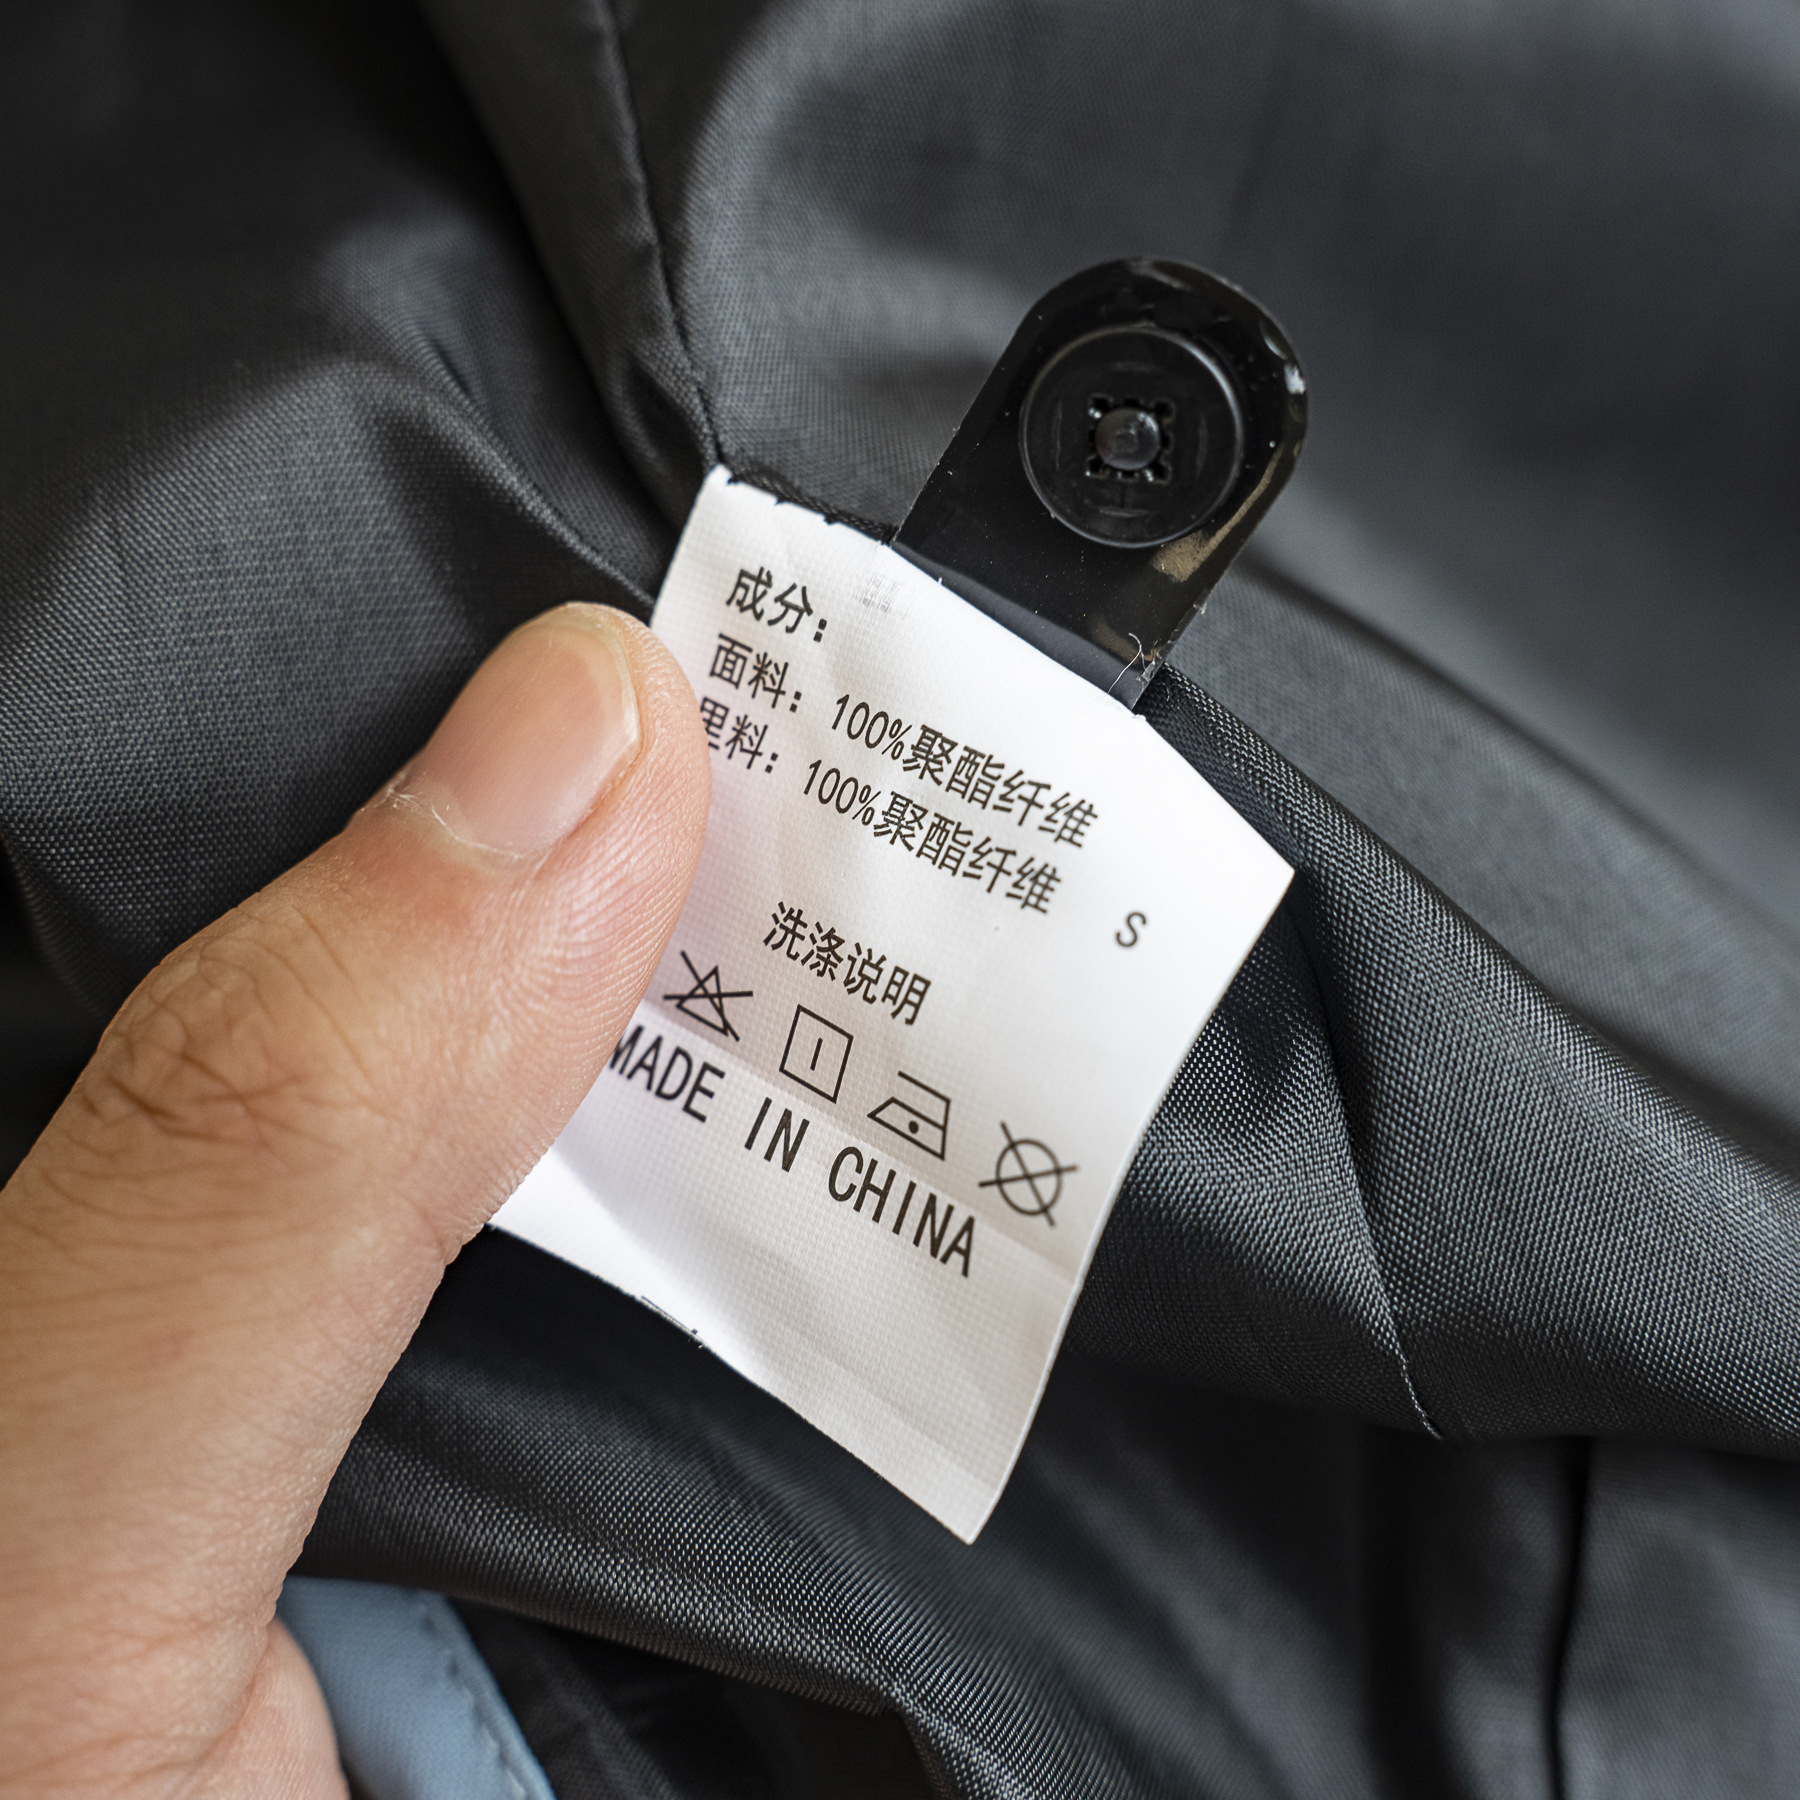 成分：
面料：100%聚酯纤维
里料：100%聚酯纤维
S
洗涤说明
MADE IN CHINA